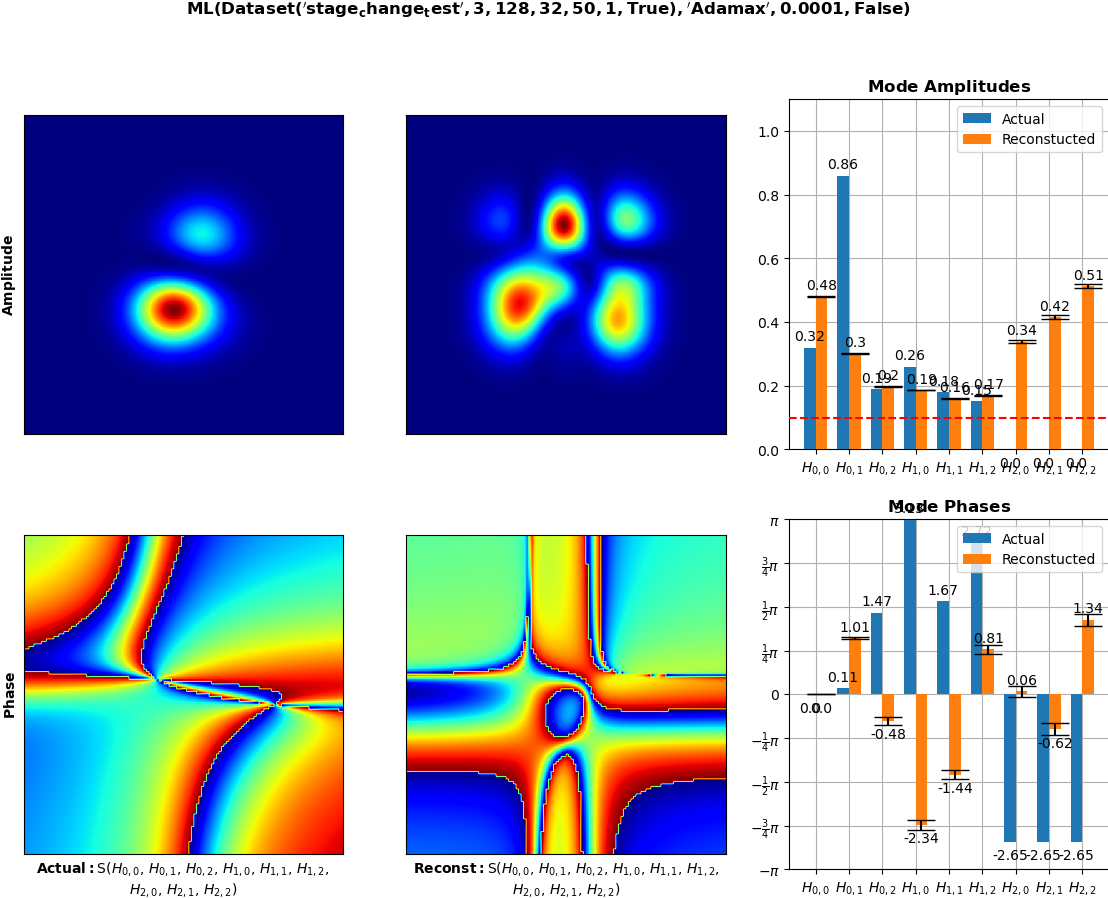 ML(Dataset('stage_change_test', 3, 128, 32, 50, 1, True), 'Adamax', 0.0001, False)
Amplitude
Mode Amplitudes
Actual
Reconstucted
1.0
0.8
0.6
0.4
0.2
0.0
0.32
0.48
0.86
0.3
0.19
0.2
0.26
0.19
0.18
0.16
0.15
0.17
0.0
0.34
0.0
0.42
0.0
0.51
H0,0 H0,1 H0,2 H1,0 H1,1 H1,2 H2,0 H2,1 H2,2
Phase
Actual: S(H0,0, H0,1, H0,2, H1,0, H1,1, H1,2,
H2,0, H2,1, H2,2)
Reconst: S(H0,0, H0,1, H0,2, H1,0, H1,1, H1,2,
H2,0, H2,1, H2,2)
Mode Phases
Actual
Reconstucted
π
3/4π
1/2π
1/4π
0
−1/4π
−1/2π
−3/4π
−π
0.0
0.0
0.11
1.01
1.47
-0.48
-2.34
1.67
-1.44
0.81
-2.65
0.06
-2.65
-0.62
-2.65
1.34
H0,0 H0,1 H0,2 H1,0 H1,1 H1,2 H2,0 H2,1 H2,2